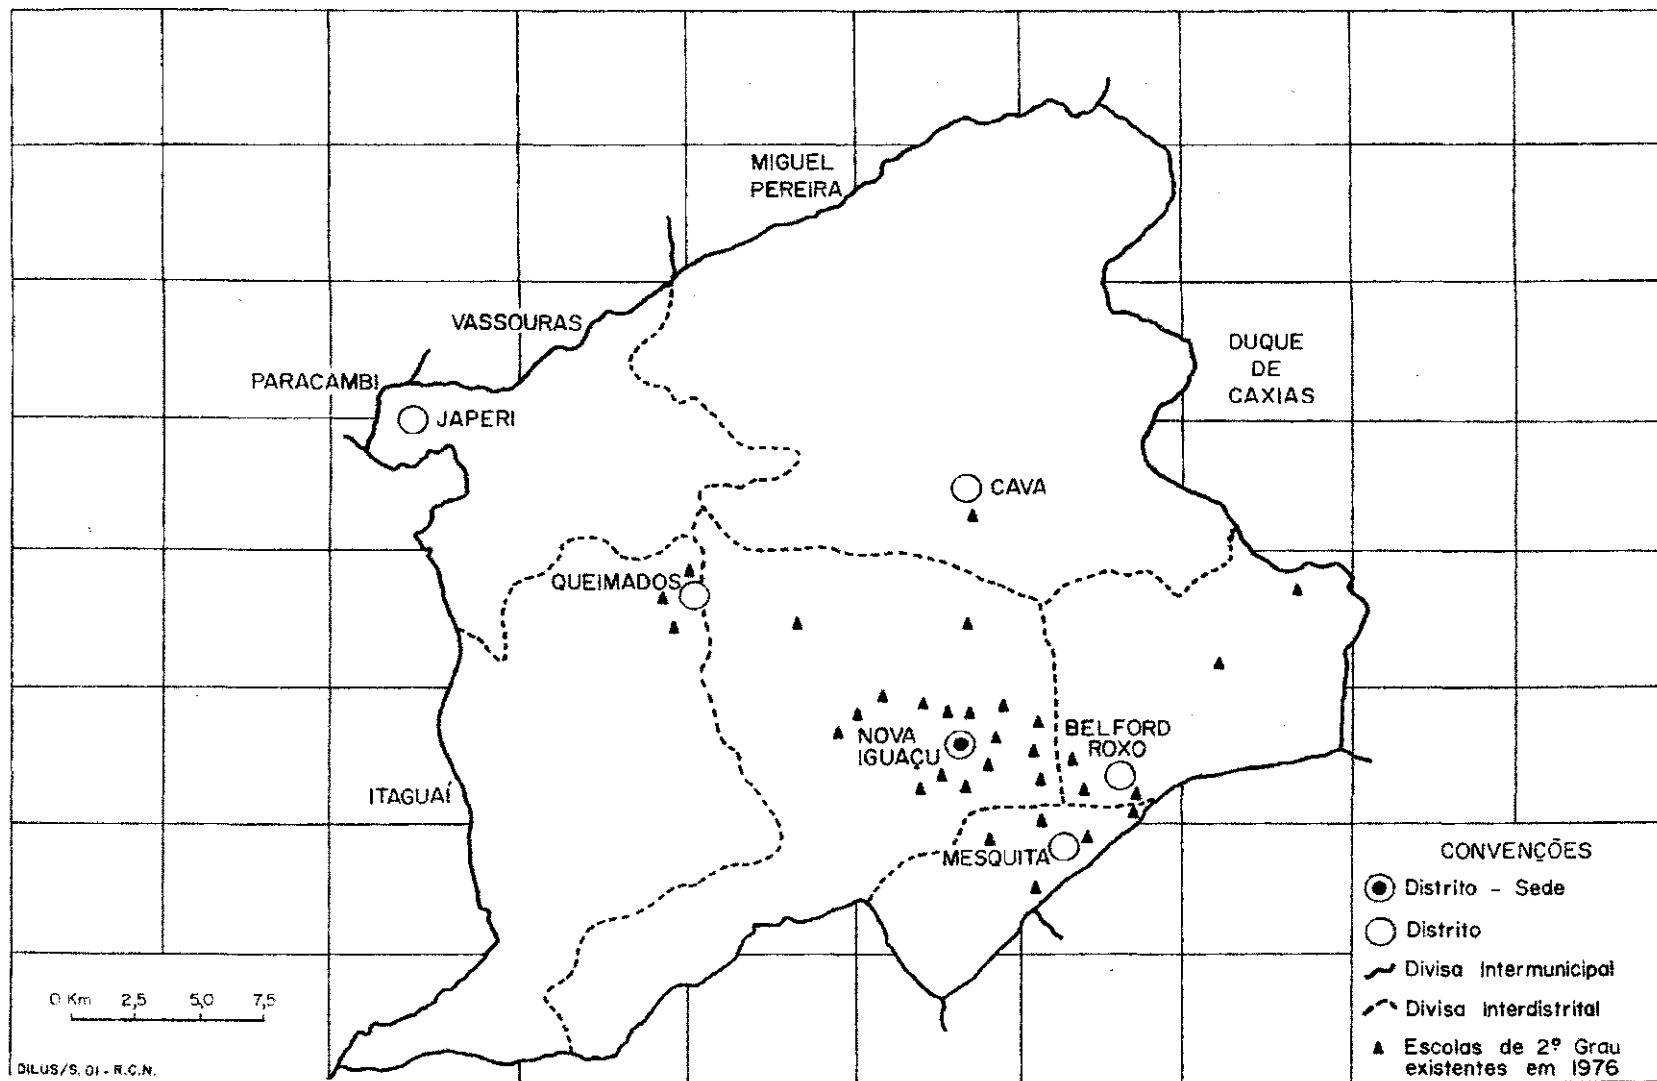 MIGUEL
PEREIRA
VASSOURAS
PARACAMBI
JAPERI
DUQUE
DE
CAXIAS
CAVA
QUEIMADOS
BELFORD
ROXO
NOVA
IGUAÇU
ITAGUAÍ
MESQUITA
CONVENÇÕES
Distrito - Sede
Distrito
Divisa Intermunicipal
Divisa Interdistrital
Escolas de 2º Grau
existentes em 1976
0 Km 2,5 5,0 7,5
DILUS/S. 01 - R.C.N.